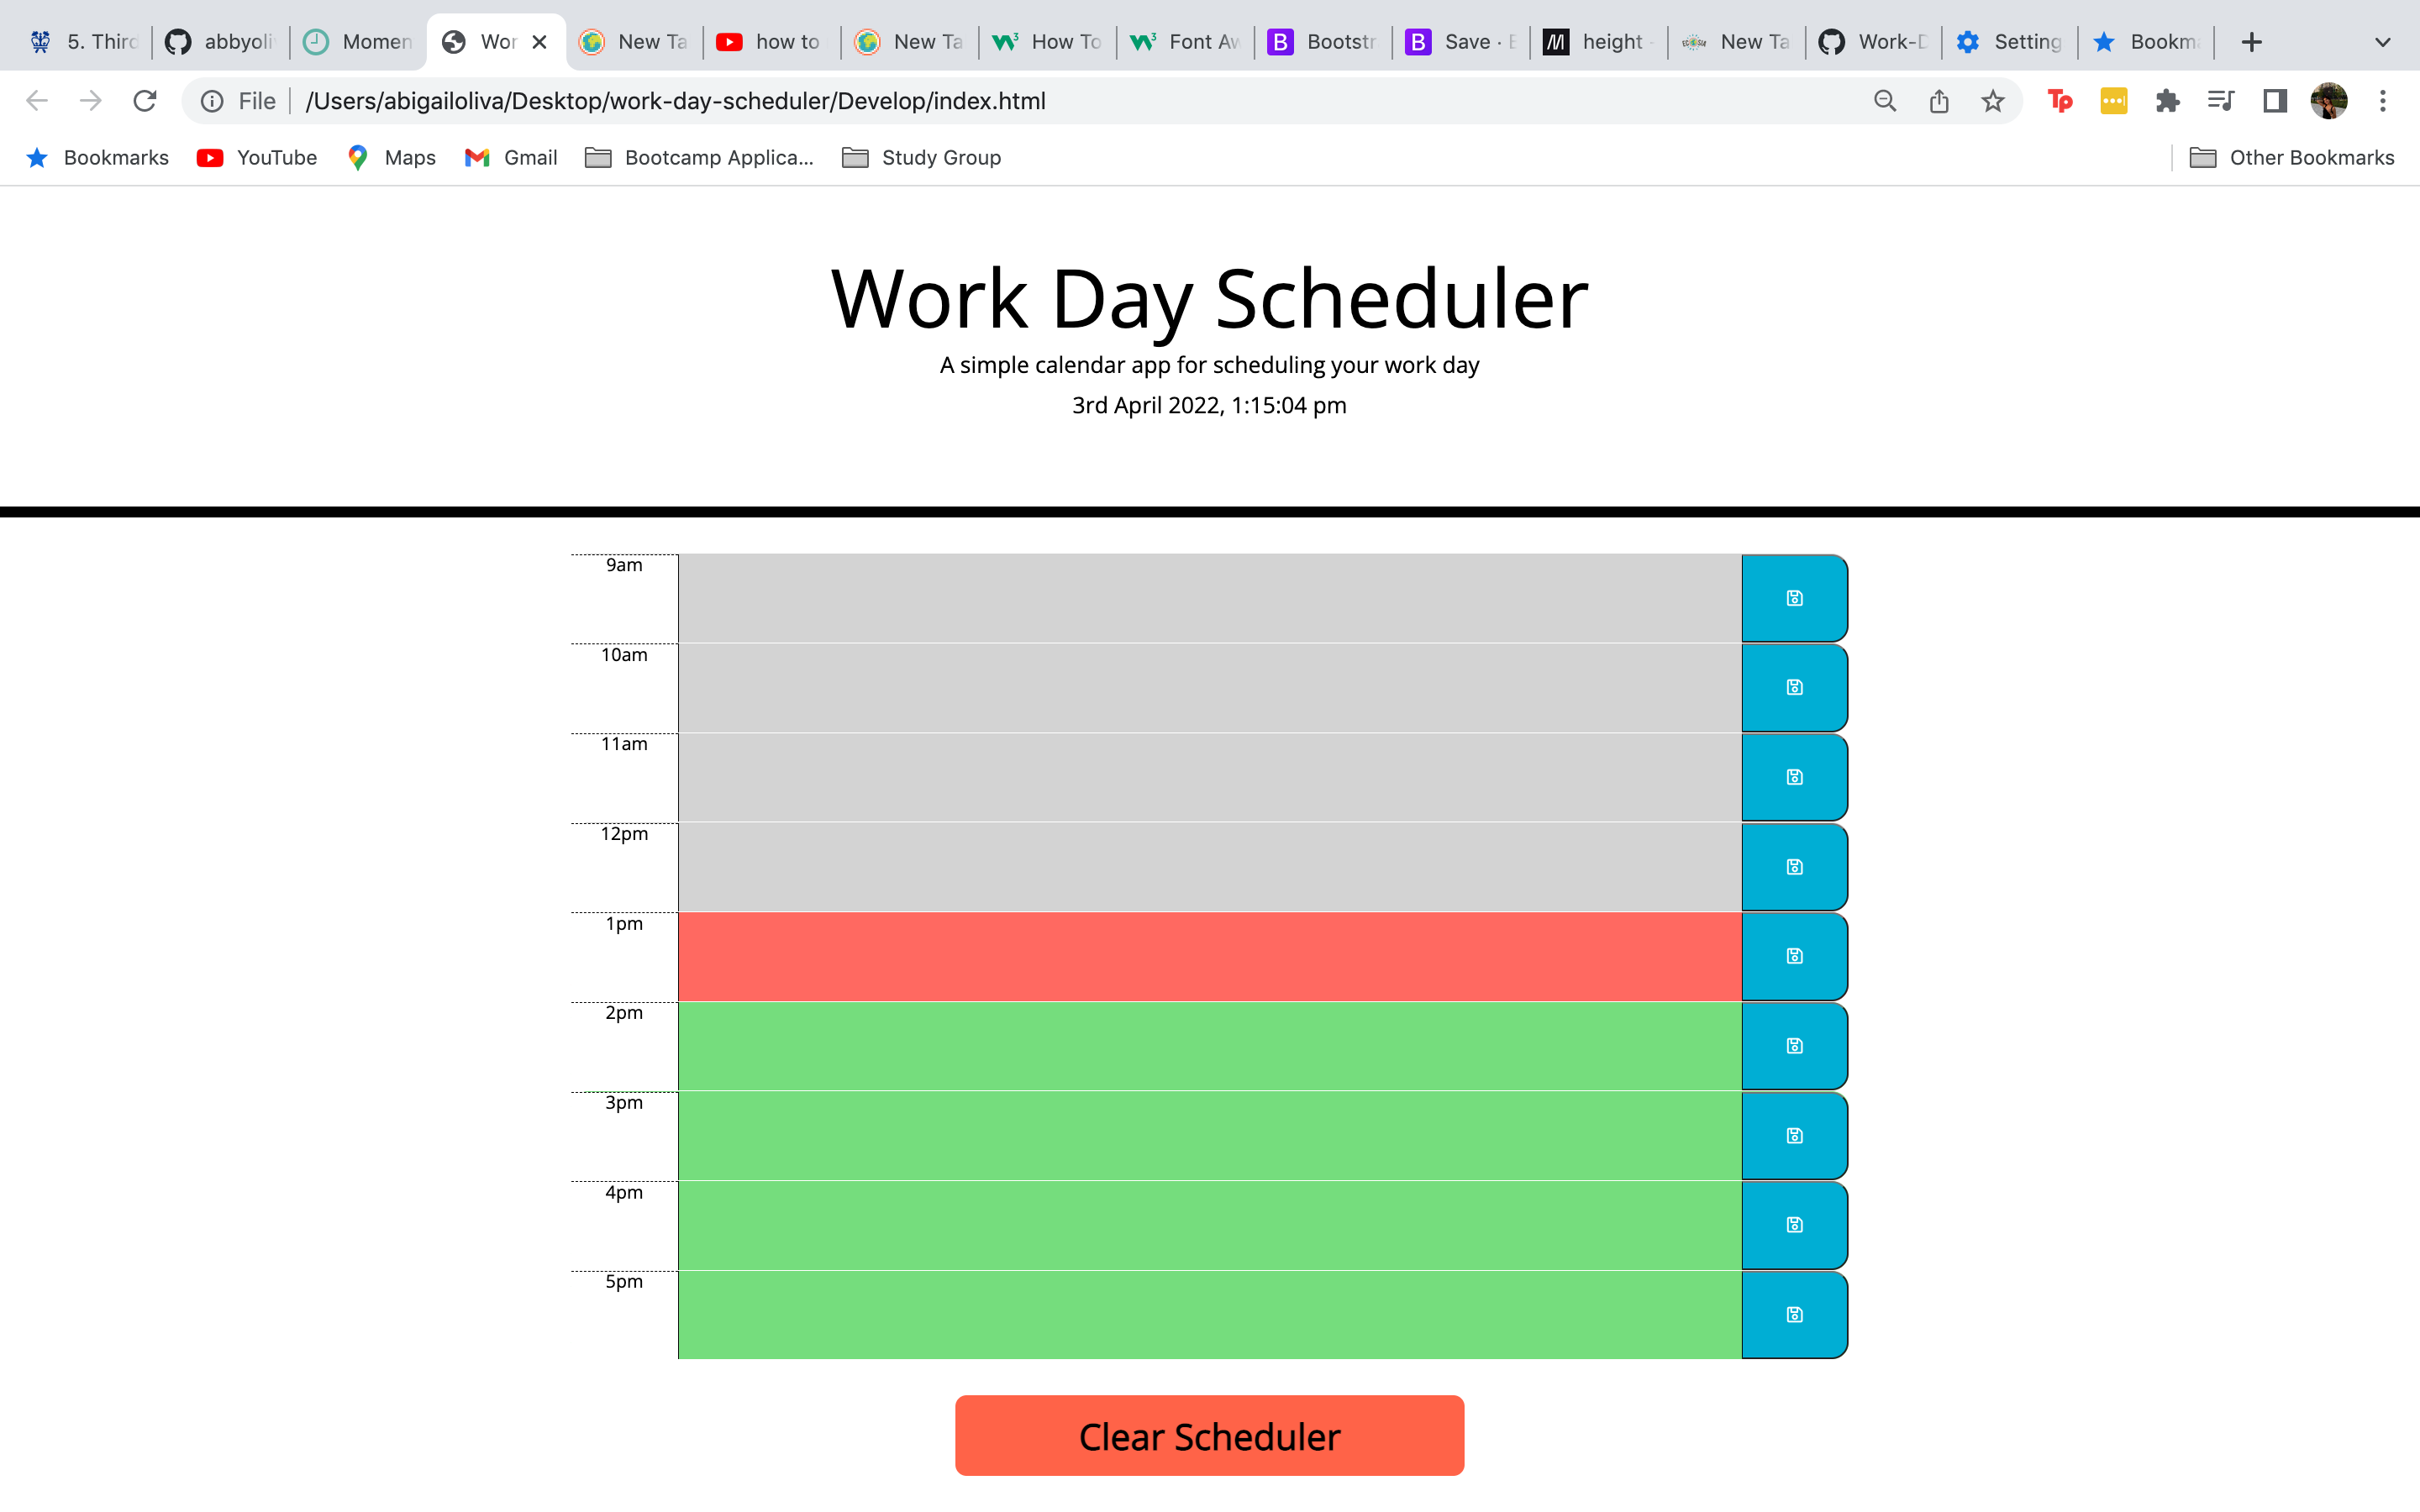 5. Third
abbyoli
Momen
Wor
New Ta
how to
New Ta
How To
Font Aw
Bootstr
Save · B
height
New Ta
Work-D
Setting
Bookma
File
/Users/abigailoliva/Desktop/work-day-scheduler/Develop/index.html
Bookmarks
YouTube
Maps
Gmail
Bootcamp Applica...
Study Group
Other Bookmarks
Work Day Scheduler
A simple calendar app for scheduling your work day
3rd April 2022, 1:15:04 pm
9am
10am
11am
12pm
1pm
2pm
3pm
4pm
5pm
Clear Scheduler